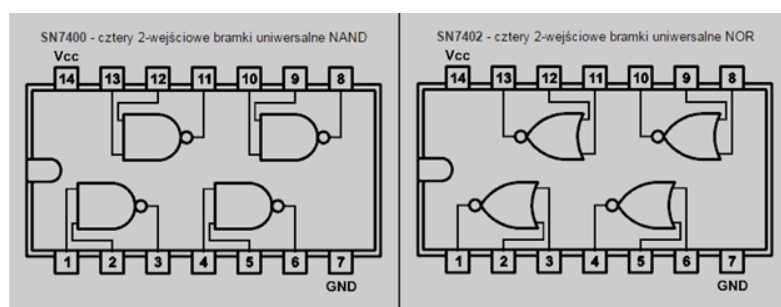 SN7400 - cztery 2-wejściowe bramki uniwersalne NAND
Vcc
14 13 12 11 10 9 8
1 2 3 4 5 6 7
GND
SN7402 - cztery 2-wejściowe bramki uniwersalne NOR
Vcc
14 13 12 11 10 9 8
1 2 3 4 5 6 7
GND